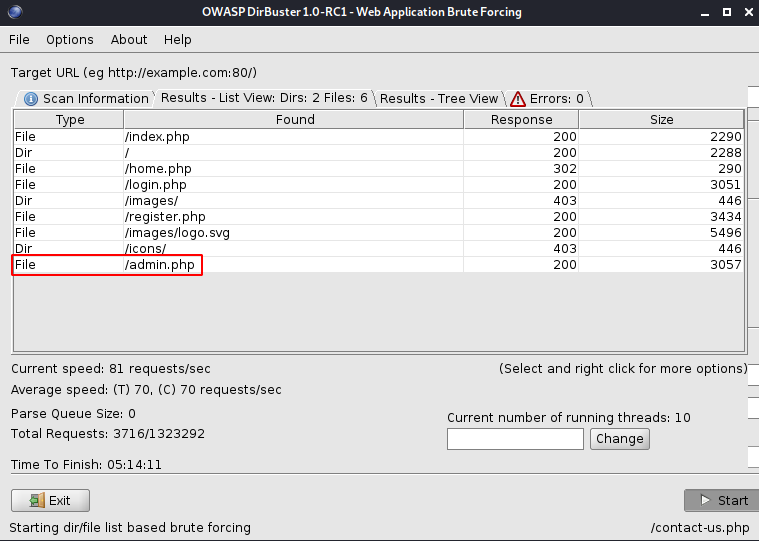 OWASP DirBuster 1.0-RC1 - Web Application Brute Forcing
File Options About Help
Target URL (eg http://example.com:80/)
Scan Information Results - List View: Dirs: 2 Files: 6 Results - Tree View Errors: 0
Type Found Response Size
File /index.php 200 2290
Dir / 200 2288
File /home.php 302 290
File /login.php 200 3051
Dir /images/ 403 446
File /register.php 200 3434
File /images/logo.svg 200 5496
Dir /icons/ 403 446
File /admin.php 200 3057
Current speed: 81 requests/sec (Select and right click for more options)
Average speed: (T) 70, (C) 70 requests/sec
Parse Queue Size: 0
Current number of running threads: 10
Total Requests: 3716/1323292
Change
Time To Finish: 05:14:11
Exit Start
Starting dir/file list based brute forcing /contact-us.php